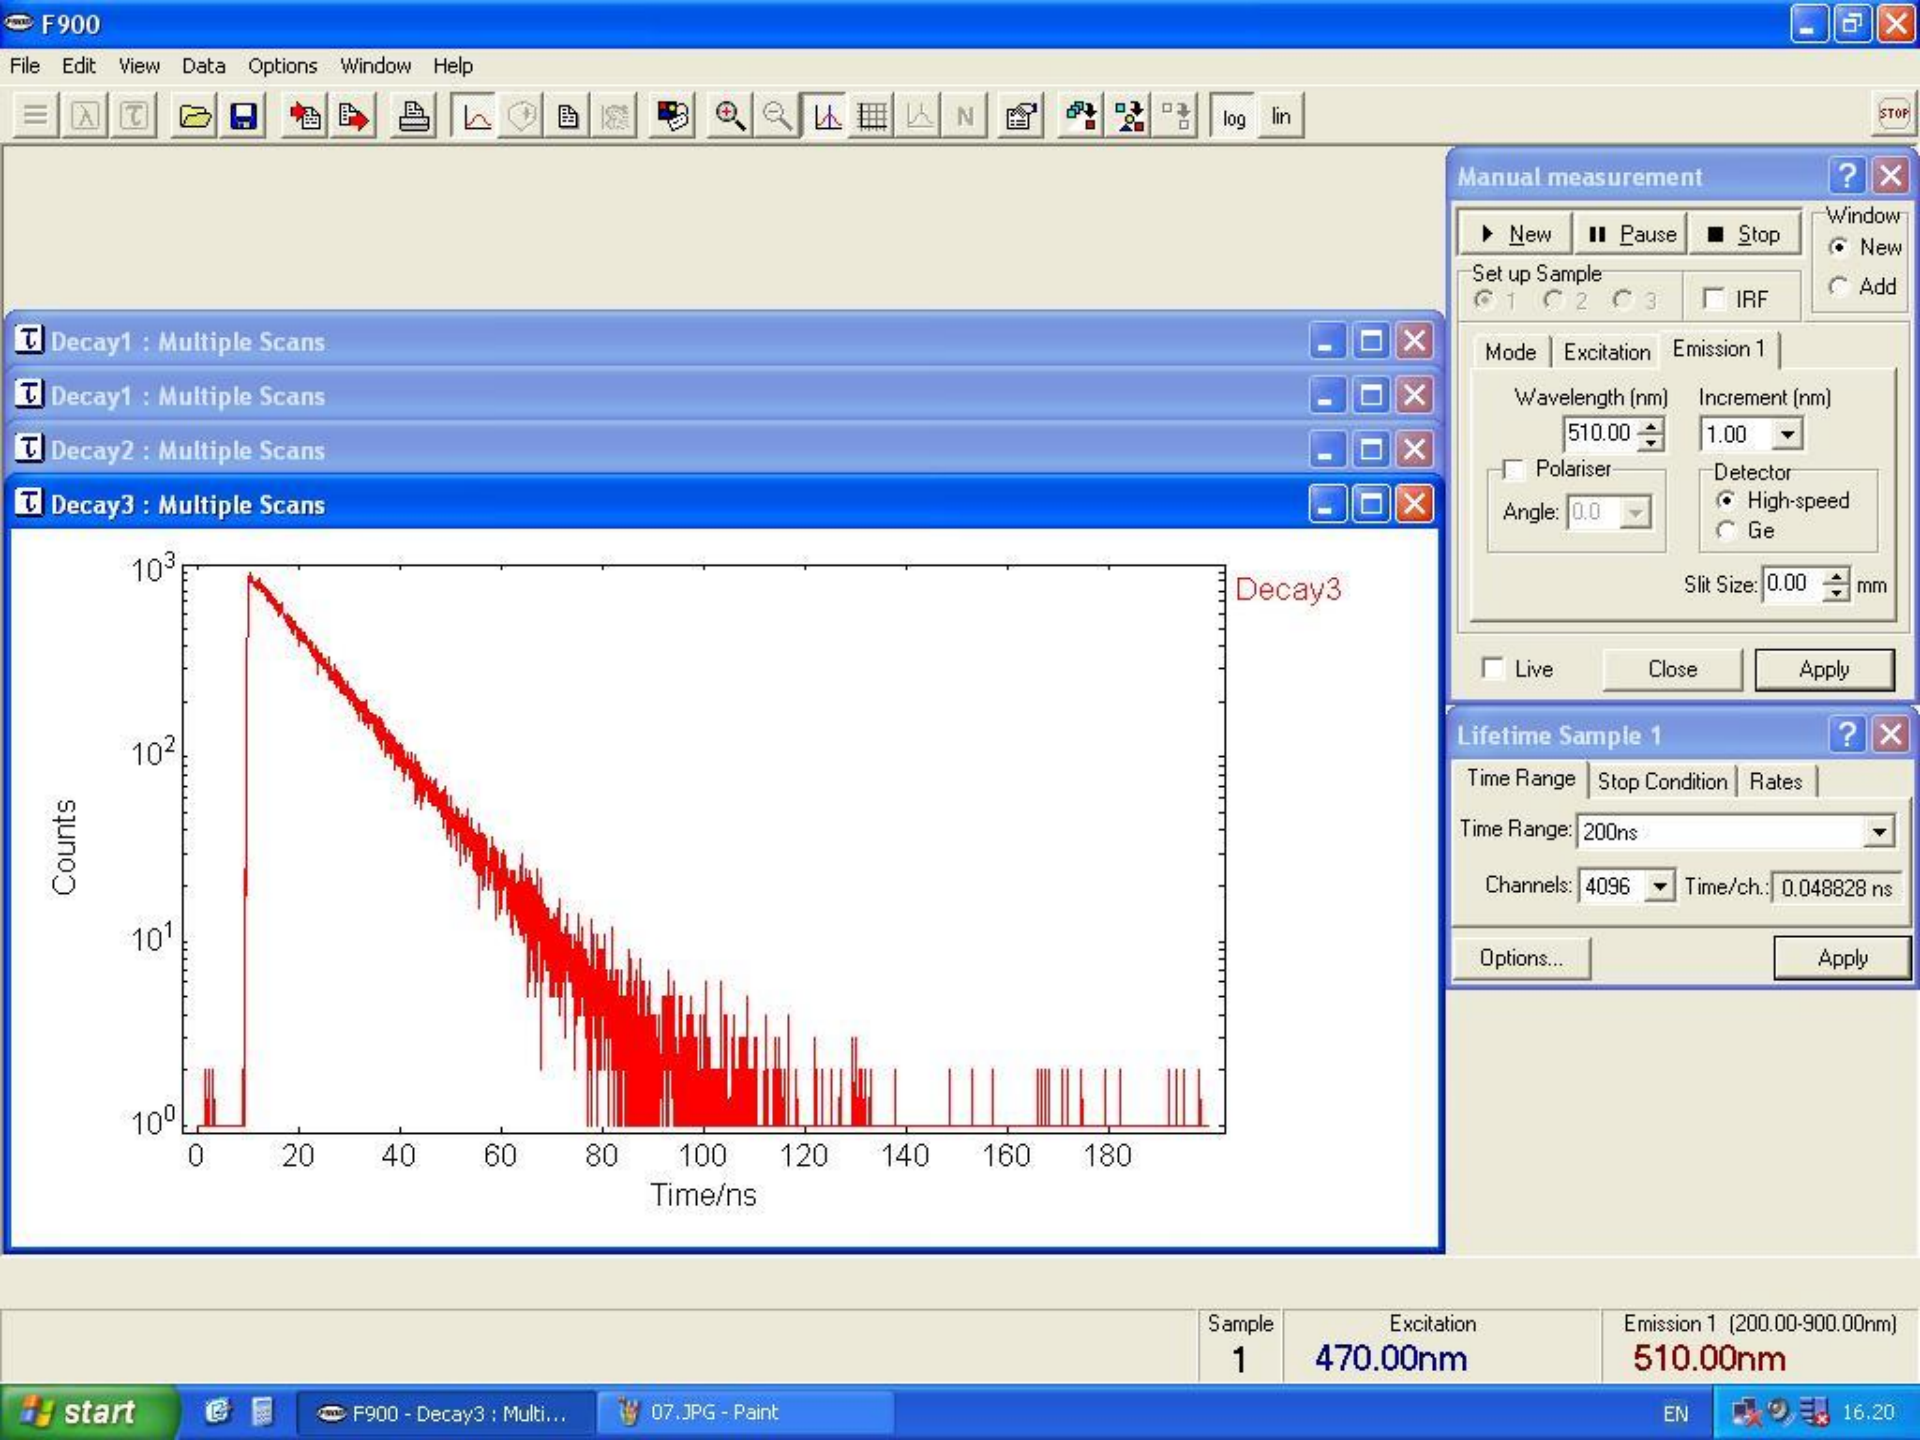 F900
File Edit View Data Options Window Help
N log lin STOP
Manual measurement
New Pause Stop
Window
New
Add
Set up Sample
1 2 3
IRF
Mode Excitation Emission 1
Wavelength (nm) Increment (nm)
510.00 1.00
Polariser
Angle: 0.0
Detector
High-speed
Ge
Slit Size: 0.00 mm
Live Close Apply
Lifetime Sample 1
Time Range Stop Condition Rates
Time Range: 200ns
Channels: 4096 Time/ch.: 0.048828 ns
Options... Apply
Decay1 : Multiple Scans
Decay1 : Multiple Scans
Decay2 : Multiple Scans
Decay3 : Multiple Scans
Decay3
Counts
10³
10²
10¹
10⁰
0 20 40 60 80 100 120 140 160 180
Time/ns
Sample
1
Excitation
470.00nm
Emission 1 (200.00-900.00nm)
510.00nm
start F900 - Decay3 : Multi... 07.JPG - Paint EN 16.20